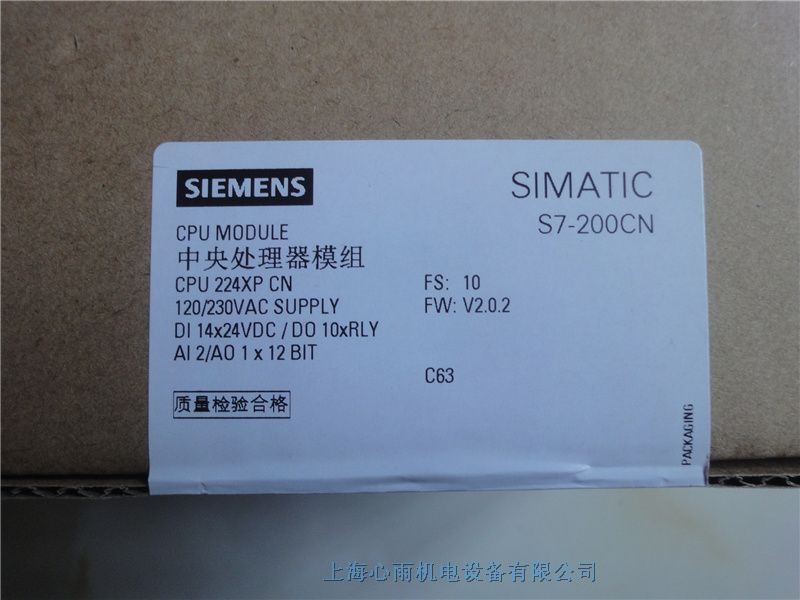 SIEMENS
SIMATIC
S7-200CN
CPU MODULE
中央处理器模组
CPU 224XP CN
FS: 10
120/230VAC SUPPLY
FW: V2.0.2
DI 14x24VDC / DO 10xRLY
AI 2/AO 1 x 12 BIT
C63
质量检验合格
PACKAGING
上海心雨机电设备有限公司